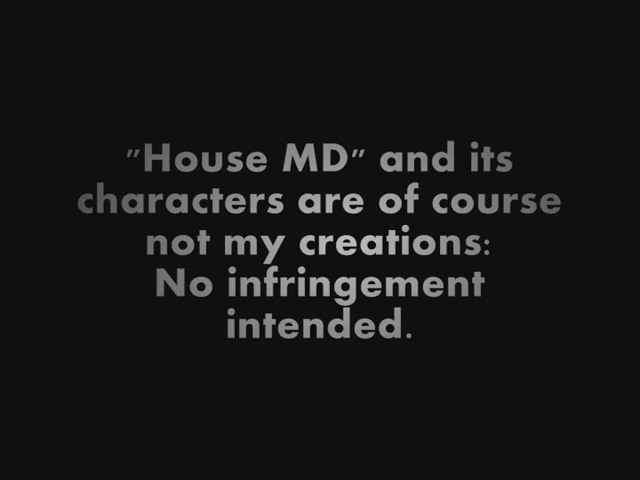 "House MD" and its
characters are of course
not my creations:
No infringement
intended.